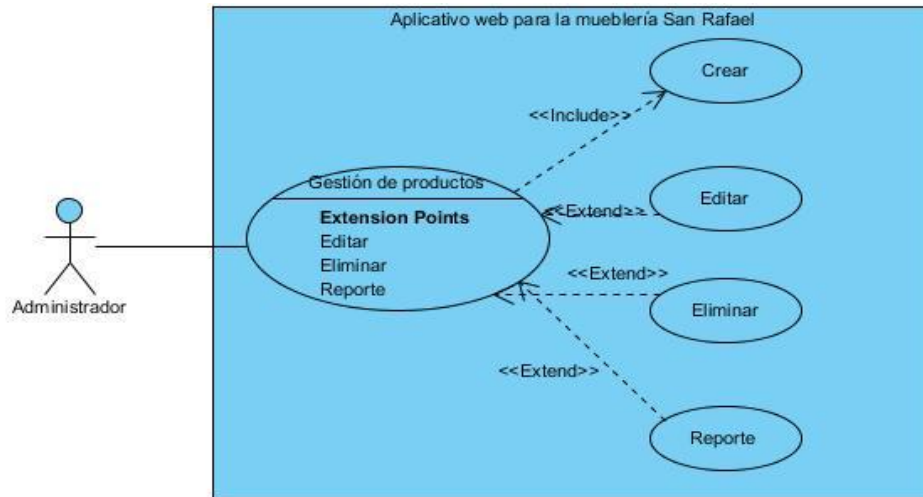 Aplicativo web para la mueblería San Rafael
Crear
<<Include>>
Gestión de productos
Extension Points
Editar
Eliminar
Reporte
<<Extend>>
Editar
<<Extend>>
Eliminar
<<Extend>>
Reporte
Administrador